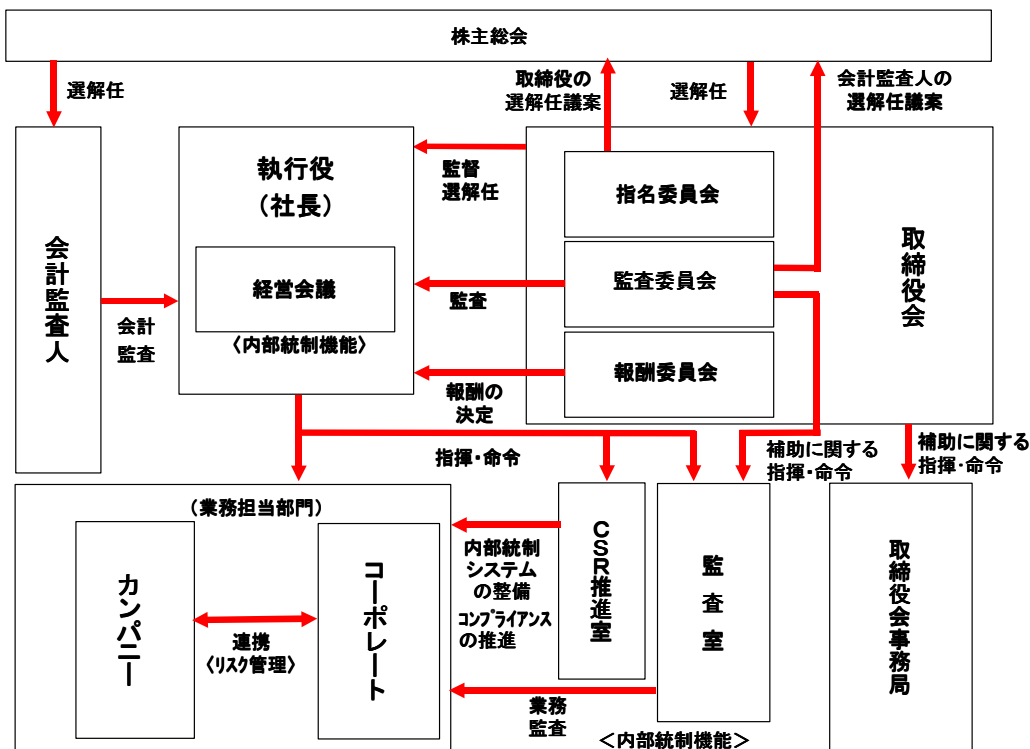 株主総会
選解任
取締役の
選解任議案
選解任
会計監査人の
選解任議案
会計監査人
執行役
（社長）
経営会議
〈内部統制機能〉
監督
選解任
指名委員会
監査委員会
報酬委員会
取締役会
会計
監査
監査
報酬の
決定
指揮・命令
補助に関する
指揮・命令
補助に関する
指揮・命令
（業務担当部門）
カンパニー
連携
〈リスク管理〉
コーポレート
内部統制
システム
の整備
コンプライアンス
の推進
CSR推進室
監査室
取締役会事務局
業務
監査
＜内部統制機能＞